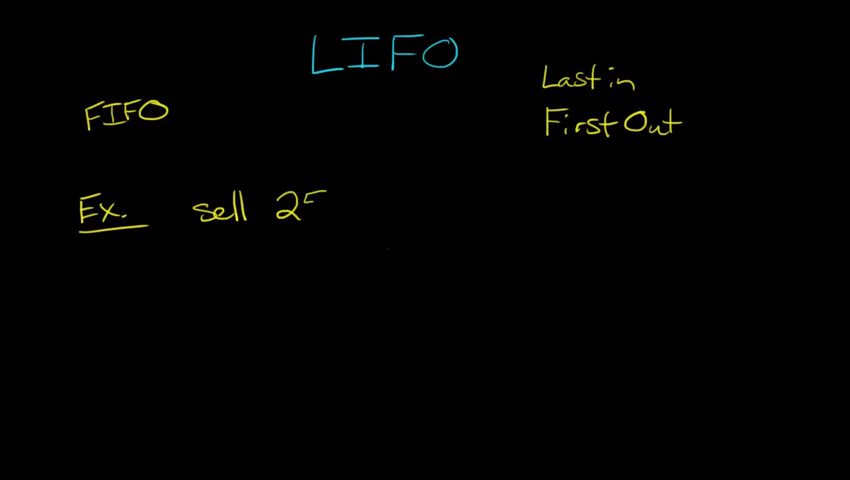 LIFO
Last in
First Out
FIFO
Ex. sell 2